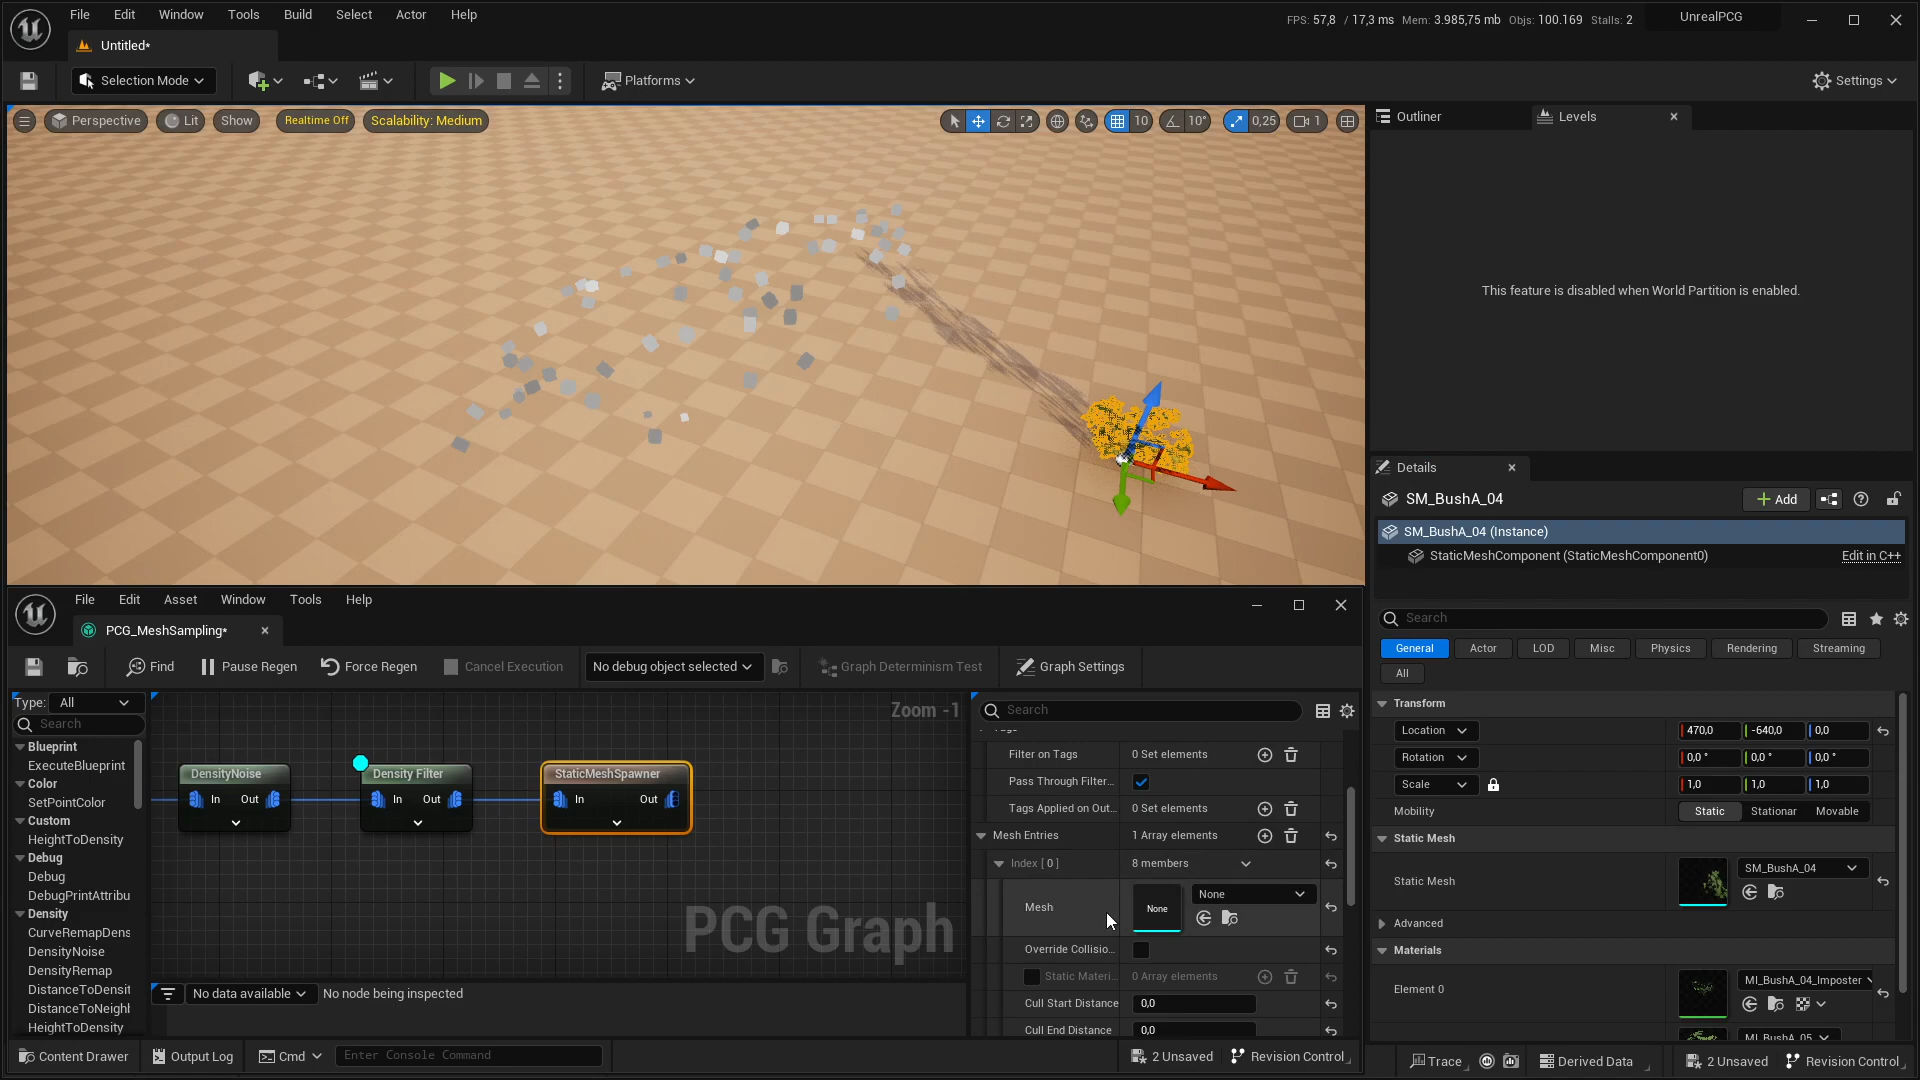 File Edit Window Tools Build Select Actor Help
FPS: 57,8 / 17,3 ms Mem: 3.985,75 mb Objs: 100.169 Stalls: 2
UnrealPCG
Untitled*
Selection Mode
Platforms
Settings
Perspective Lit Show Realtime Off Scalability: Medium
10 10° 0,25 1
Outliner
Levels
This feature is disabled when World Partition is enabled.
Details
SM_BushA_04
Add
SM_BushA_04 (Instance)
StaticMeshComponent (StaticMeshComponent0)
Edit in C++
Search
General Actor LOD Misc Physics Rendering Streaming
All
Transform
Location 470,0 -640,0 0,0
Rotation 0,0° 0,0° 0,0°
Scale 1,0 1,0 1,0
Mobility Static Stationar Movable
Static Mesh
Static Mesh SM_BushA_04
Advanced
Materials
Element 0 MI_BushA_04_Imposter
MI_BushA_05
File Edit Asset Window Tools Help
PCG_MeshSampling*
Find Pause Regen Force Regen Cancel Execution No debug object selected Graph Determinism Test Graph Settings
Type: All
Search
Blueprint
ExecuteBlueprint
Color
SetPointColor
Custom
HeightToDensity
Debug
Debug
DebugPrintAttribu
Density
CurveRemapDens
DensityNoise
DensityRemap
DistanceToDensit
DistanceToNeight
HeightToDensity
Zoom -1
DensityNoise
In Out
Density Filter
In Out
StaticMeshSpawner
In Out
PCG Graph
No data available No node being inspected
Search
Filter on Tags 0 Set elements
Pass Through Filter...
Tags Applied on Out... 0 Set elements
Mesh Entries 1 Array elements
Index [ 0 ] 8 members
Mesh None None
Override Collisio...
Static Materi... 0 Array elements
Cull Start Distance 0,0
Cull End Distance 0,0
Content Drawer Output Log Cmd Enter Console Command 2 Unsaved Revision Control
Trace Derived Data 2 Unsaved Revision Control